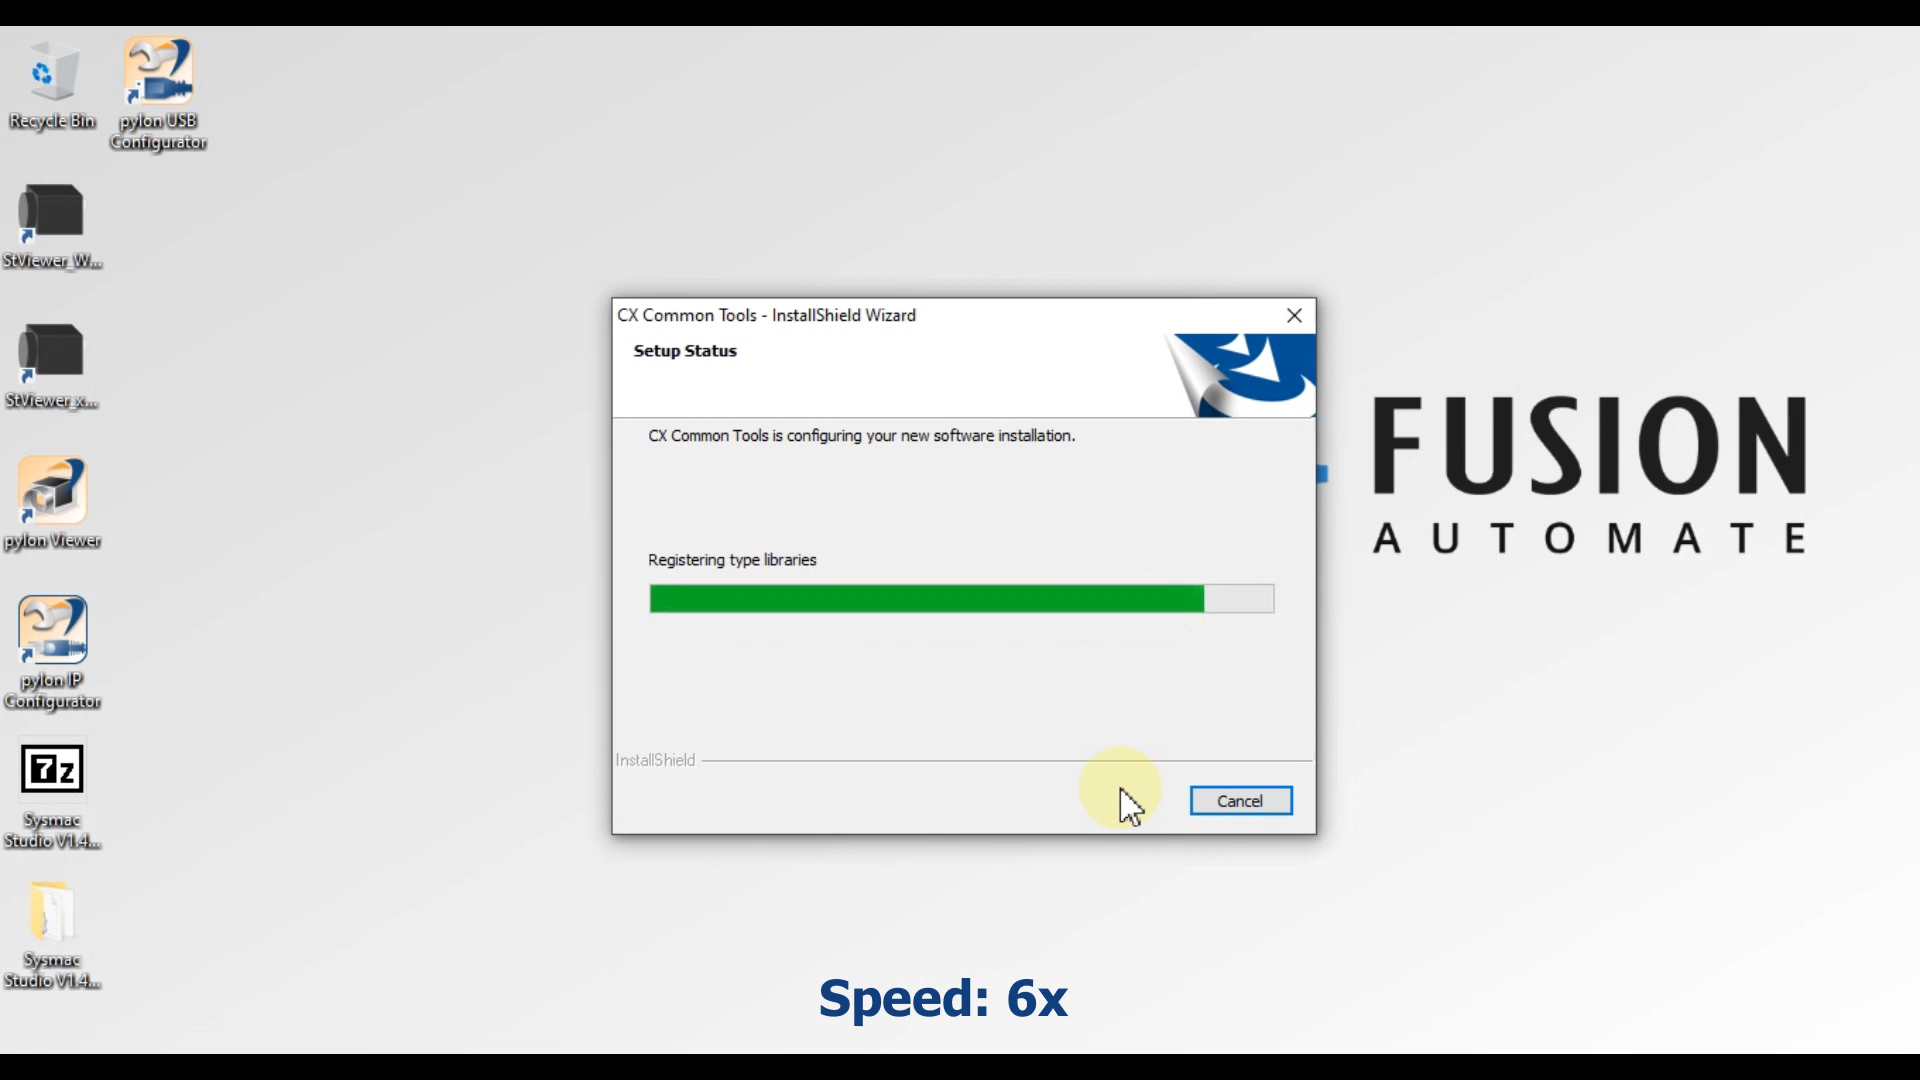 Recycle Bin
pylon USB
Configurator
StViewer_W...
StViewer_x...
pylon Viewer
pylon IP
Configurator
7z
Sysmac
Studio V1.4...
Sysmac
Studio V1.4...
CX Common Tools - InstallShield Wizard
Setup Status
CX Common Tools is configuring your new software installation.
Registering type libraries
InstallShield
Cancel
FUSION
AUTOMATE
Speed: 6x